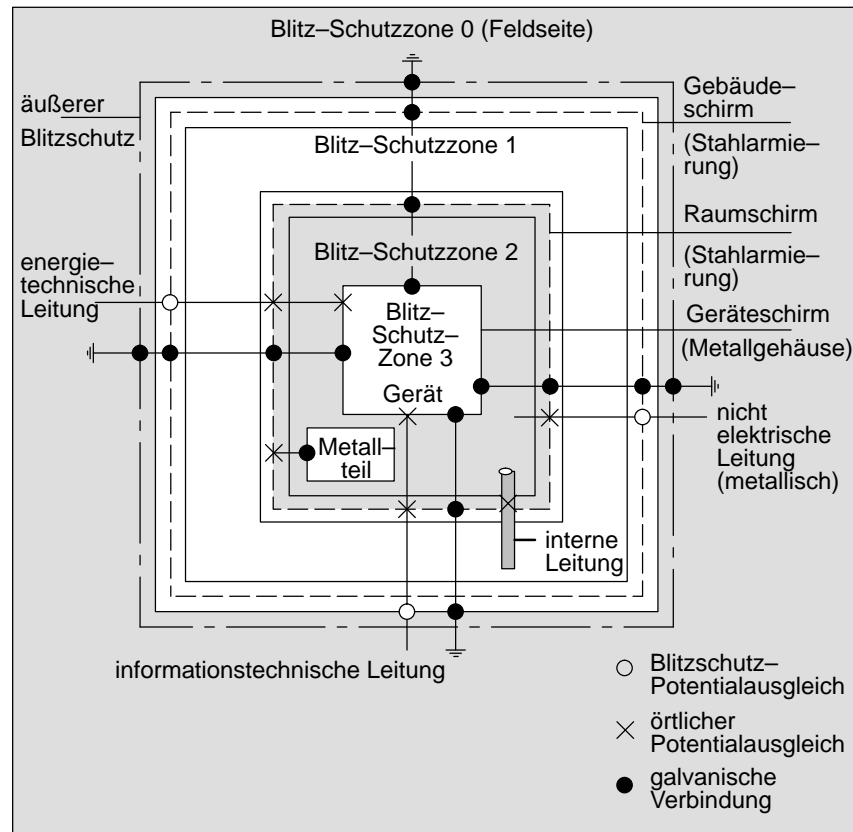 Blitz–Schutzzone 0 (Feldseite)
äußerer
Blitzschutz
Gebäude–
schirm
(Stahlarmie–
rung)
Blitz–Schutzzone 1
Raumschirm
(Stahlarmie–
rung)
Blitz–Schutzzone 2
energie–
technische
Leitung
Blitz–
Schutz–
Zone 3
Gerät
Geräteschirm
(Metallgehäuse)
nicht
elektrische
Leitung
(metallisch)
Metall–
teil
interne
Leitung
informationstechnische Leitung
Blitzschutz–
Potentialausgleich
örtlicher
Potentialausgleich
galvanische
Verbindung